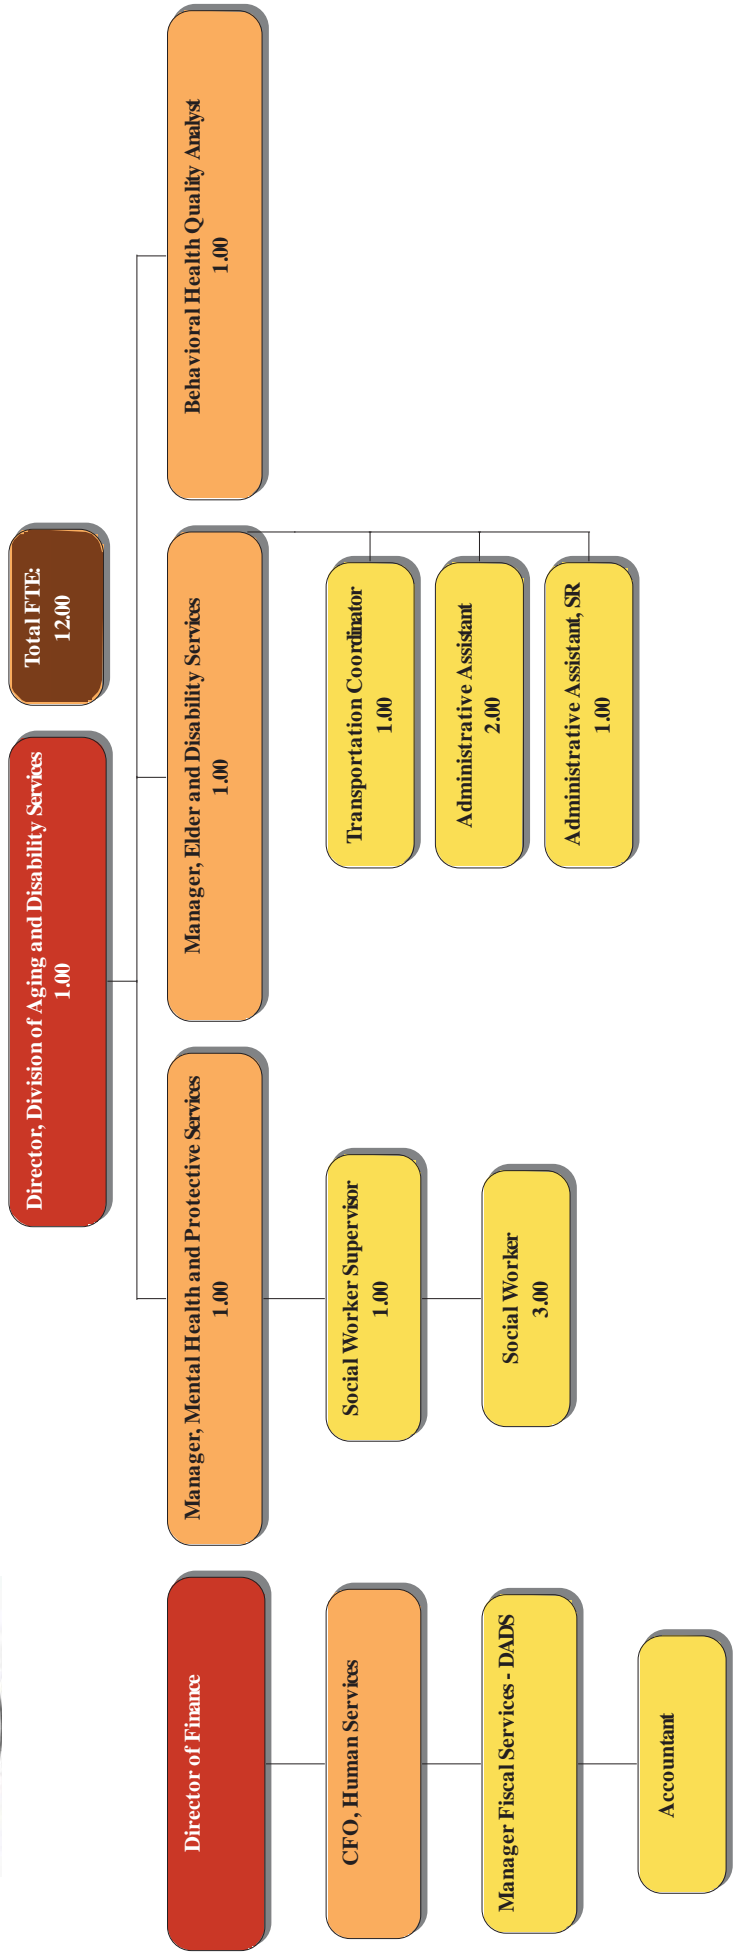 Director, Division of Aging and Disability Services
1.00
Total FTE:
12.00
Director of Finance
Manager, Mental Health and Protective Services
1.00
Manager, Elder and Disability Services
1.00
Behavioral Health Quality Analyst
1.00
CFO, Human Services
Social Worker Supervisor
1.00
Transportation Coordinator
1.00
Administrative Assistant
2.00
Manager Fiscal Services - DADS
Social Worker
3.00
Administrative Assistant, SR
1.00
Accountant